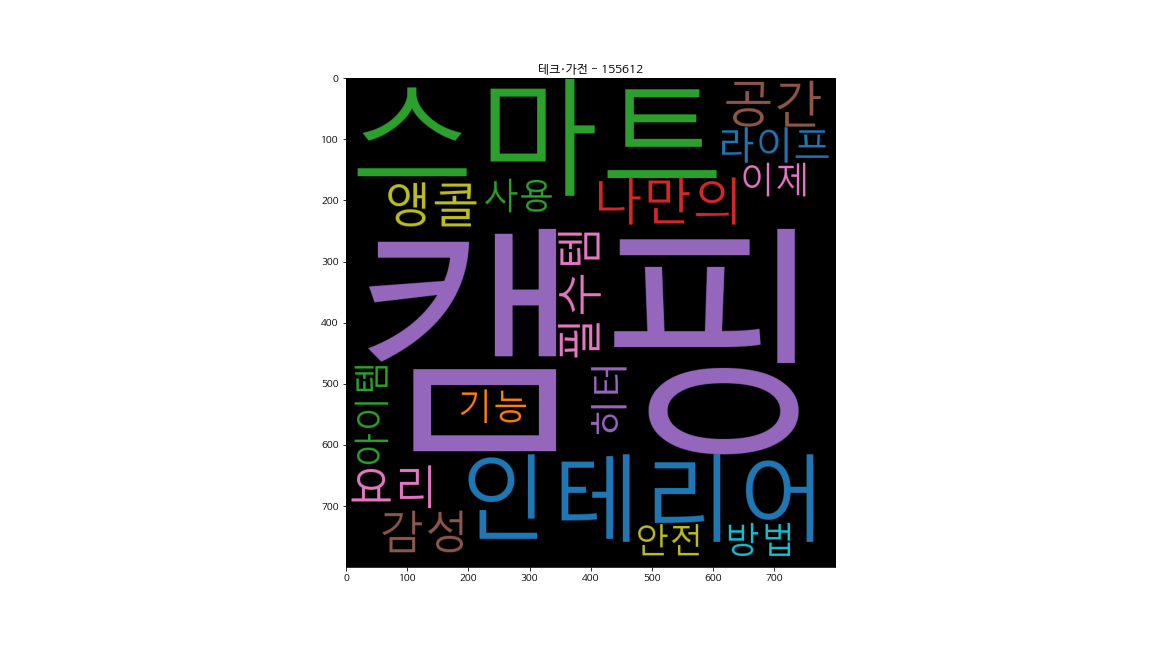 테크·가전 - 155612
0
100
200
300
400
500
600
700
스마트
공간
라이프
이제
앵콜
사용
나만의
캠핑
필수템
아이템
기능
히터
요리
인테리어
감성
안전
방법
0 100 200 300 400 500 600 700